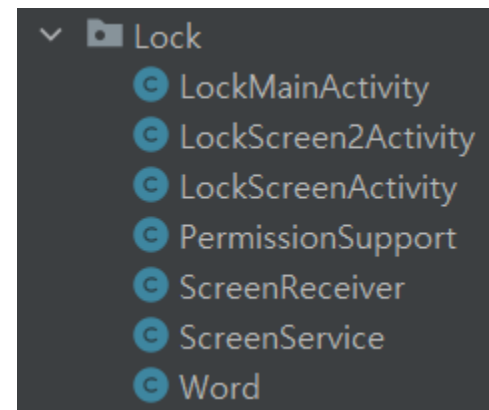 Lock
C LockMainActivity
C LockScreen2Activity
C LockScreenActivity
C PermissionSupport
C ScreenReceiver
C ScreenService
C Word